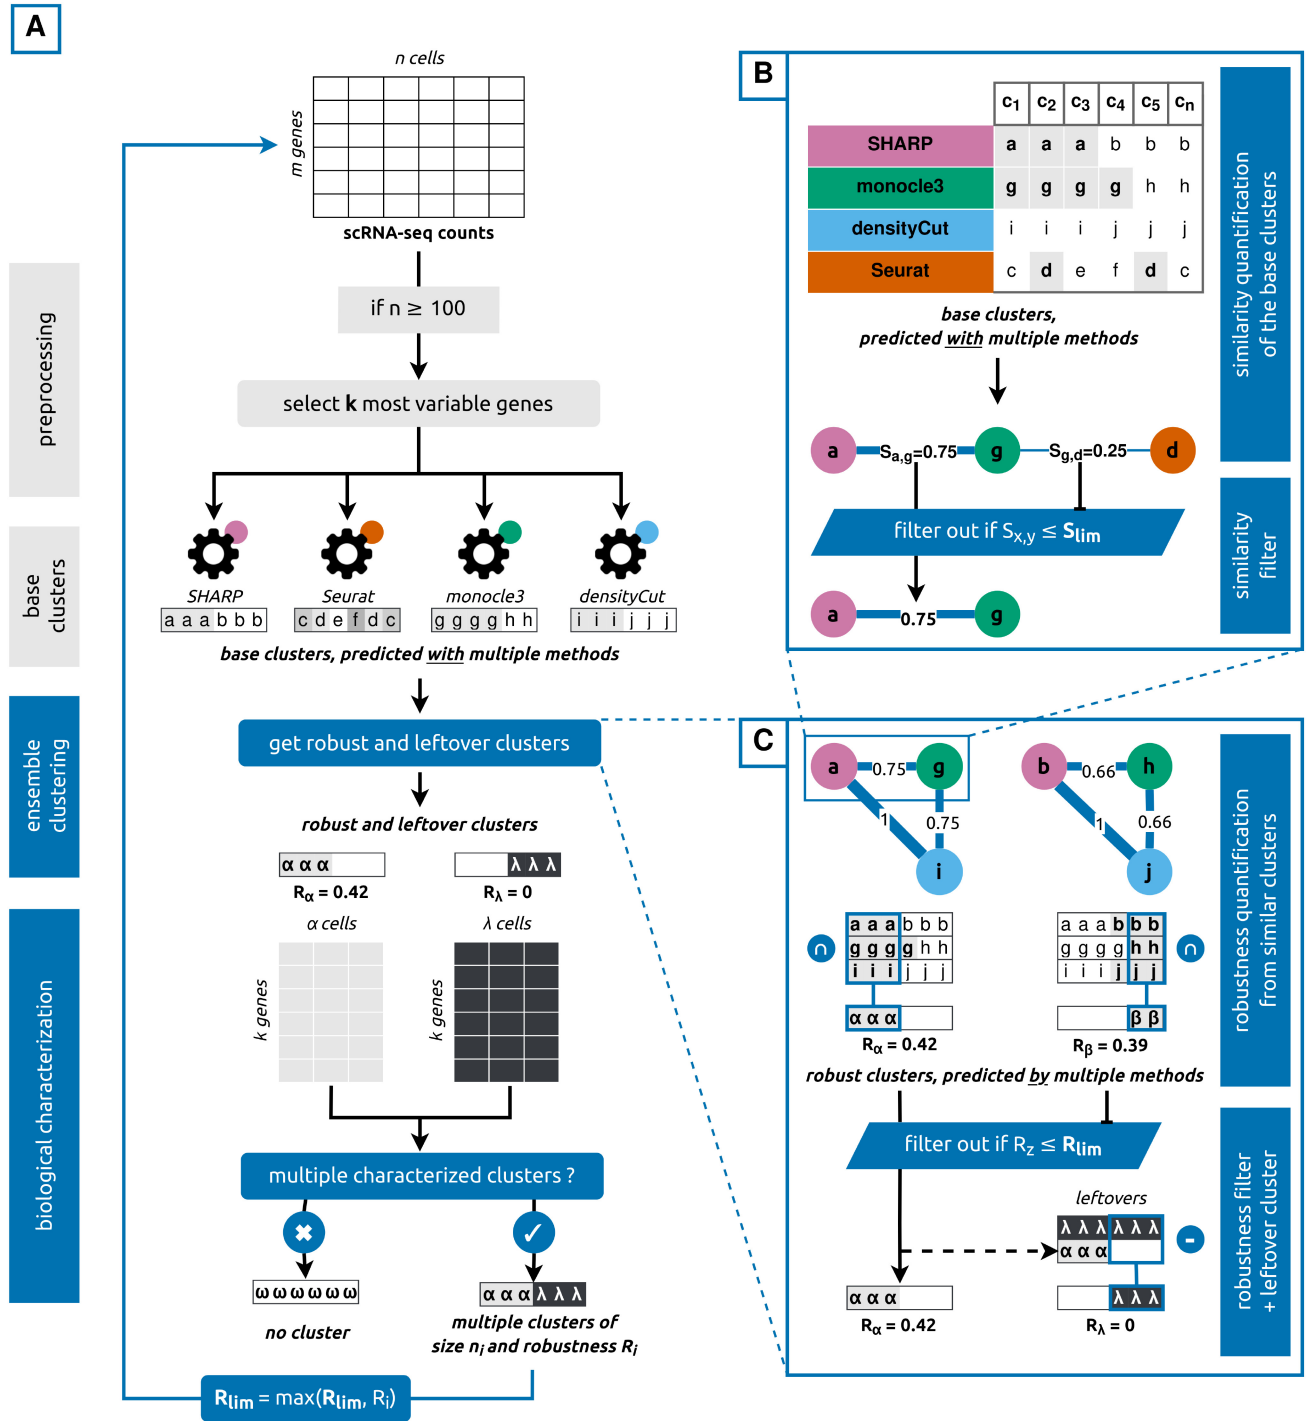 A
n cells
m genes
scRNA-seq counts
if n ≥ 100
select k most variable genes
preprocessing
SHARP
Seurat
monocle3
densityCut
a a a b b b
c d e f d c
g g g g h h
i i i j j j
base clusters, predicted with multiple methods
base
clusters
get robust and leftover clusters
ensemble
clustering
robust and leftover clusters
α α α
λ λ λ
Rα = 0.42
Rλ = 0
α cells
λ cells
k genes
k genes
biological characterization
multiple characterized clusters ?
✖
✓
ω ω ω ω ω ω
α α α λ λ λ
no cluster
multiple clusters of
size ni and robustness Ri
Rlim = max(Rlim, Ri)
B
c1 c2 c3 c4 c5 cn
SHARP a a a b b b
monocle3 g g g g h h
densityCut i i i j j j
Seurat c d e f d c
base clusters,
predicted with multiple methods
similarity quantification
of the base clusters
a Sa,g=0.75 g Sg,d=0.25 d
filter out if Sx,y ≤ Slim
a 0.75 g
similarity
filter
C
a 0.75 g
1 0.75
i
b 0.66 h
1 0.66
j
a a a b b b
g g g g h h
i i i j j j
∩
α α α
Rα = 0.42
a a a b b b
g g g g h h
i i i j j j
∩
β β
Rβ = 0.39
robust clusters, predicted by multiple methods
robustness quantification
from similar clusters
filter out if Rz ≤ Rlim
leftovers
λ λ λ λ λ λ
α α α
-
α α α
Rα = 0.42
λ λ λ
Rλ = 0
robustness filter
+ leftover cluster